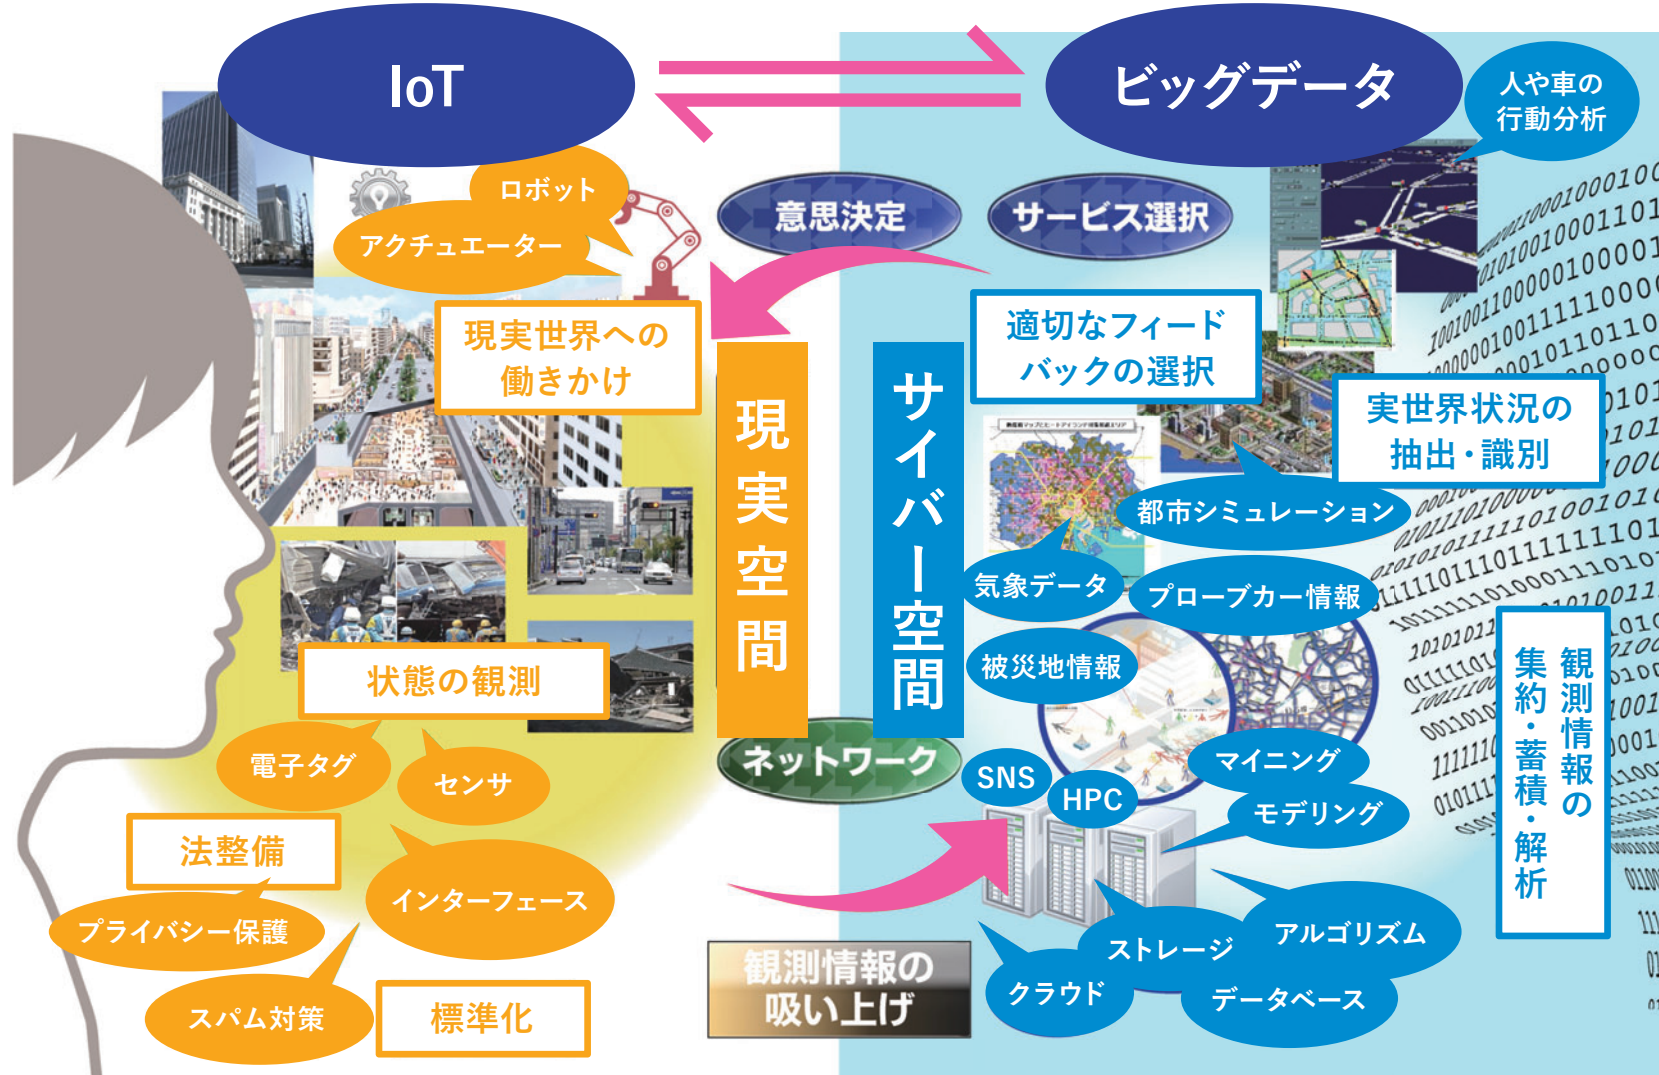 IoT
ビッグデータ
人や車の
行動分析
ロボット
アクチュエーター
意思決定
サービス選択
現実世界への
働きかけ
適切なフィード
バックの選択
実世界状況の
抽出・識別
現実空間
サイバー空間
都市シミュレーション
気象データ
プローブカー情報
被災地情報
状態の観測
電子タグ
センサ
ネットワーク
SNS
HPC
マイニング
モデリング
観測情報の
集約・蓄積・解析
法整備
プライバシー保護
インターフェース
スパム対策
標準化
観測情報の
吸い上げ
クラウド
ストレージ
アルゴリズム
データベース